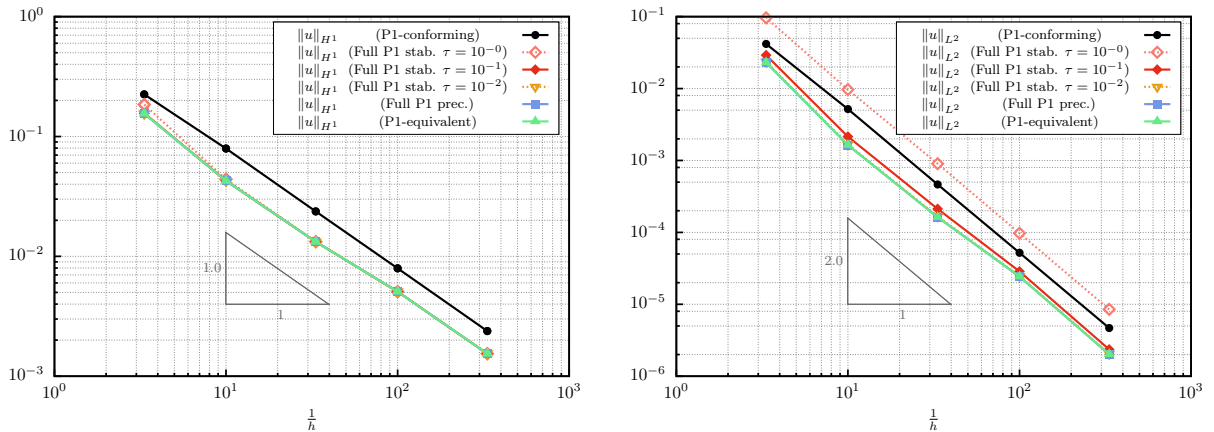 10^0
10^{-1}
10^{-2}
10^{-3}
10^0
10^1
10^2
10^3
\frac{1}{h}
‖u‖_{H^1} (P1-conforming)
‖u‖_{H^1} (Full P1 stab. τ = 10^{-0})
‖u‖_{H^1} (Full P1 stab. τ = 10^{-1})
‖u‖_{H^1} (Full P1 stab. τ = 10^{-2})
‖u‖_{H^1} (Full P1 prec.)
‖u‖_{H^1} (P1-equivalent)
1.0
1
10^{-1}
10^{-2}
10^{-3}
10^{-4}
10^{-5}
10^{-6}
10^0
10^1
10^2
10^3
\frac{1}{h}
‖u‖_{L^2} (P1-conforming)
‖u‖_{L^2} (Full P1 stab. τ = 10^{-0})
‖u‖_{L^2} (Full P1 stab. τ = 10^{-1})
‖u‖_{L^2} (Full P1 stab. τ = 10^{-2})
‖u‖_{L^2} (Full P1 prec.)
‖u‖_{L^2} (P1-equivalent)
2.0
1